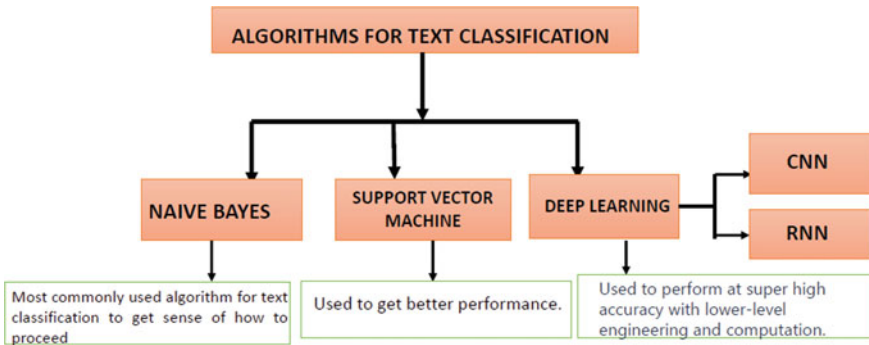 ALGORITHMS FOR TEXT CLASSIFICATION
NAIVE BAYES
SUPPORT VECTOR
MACHINE
DEEP LEARNING
CNN
RNN
Most commonly used algorithm for text
classification to get sense of how to
proceed
Used to get better performance.
Used to perform at super high
accuracy with lower-level
engineering and computation.